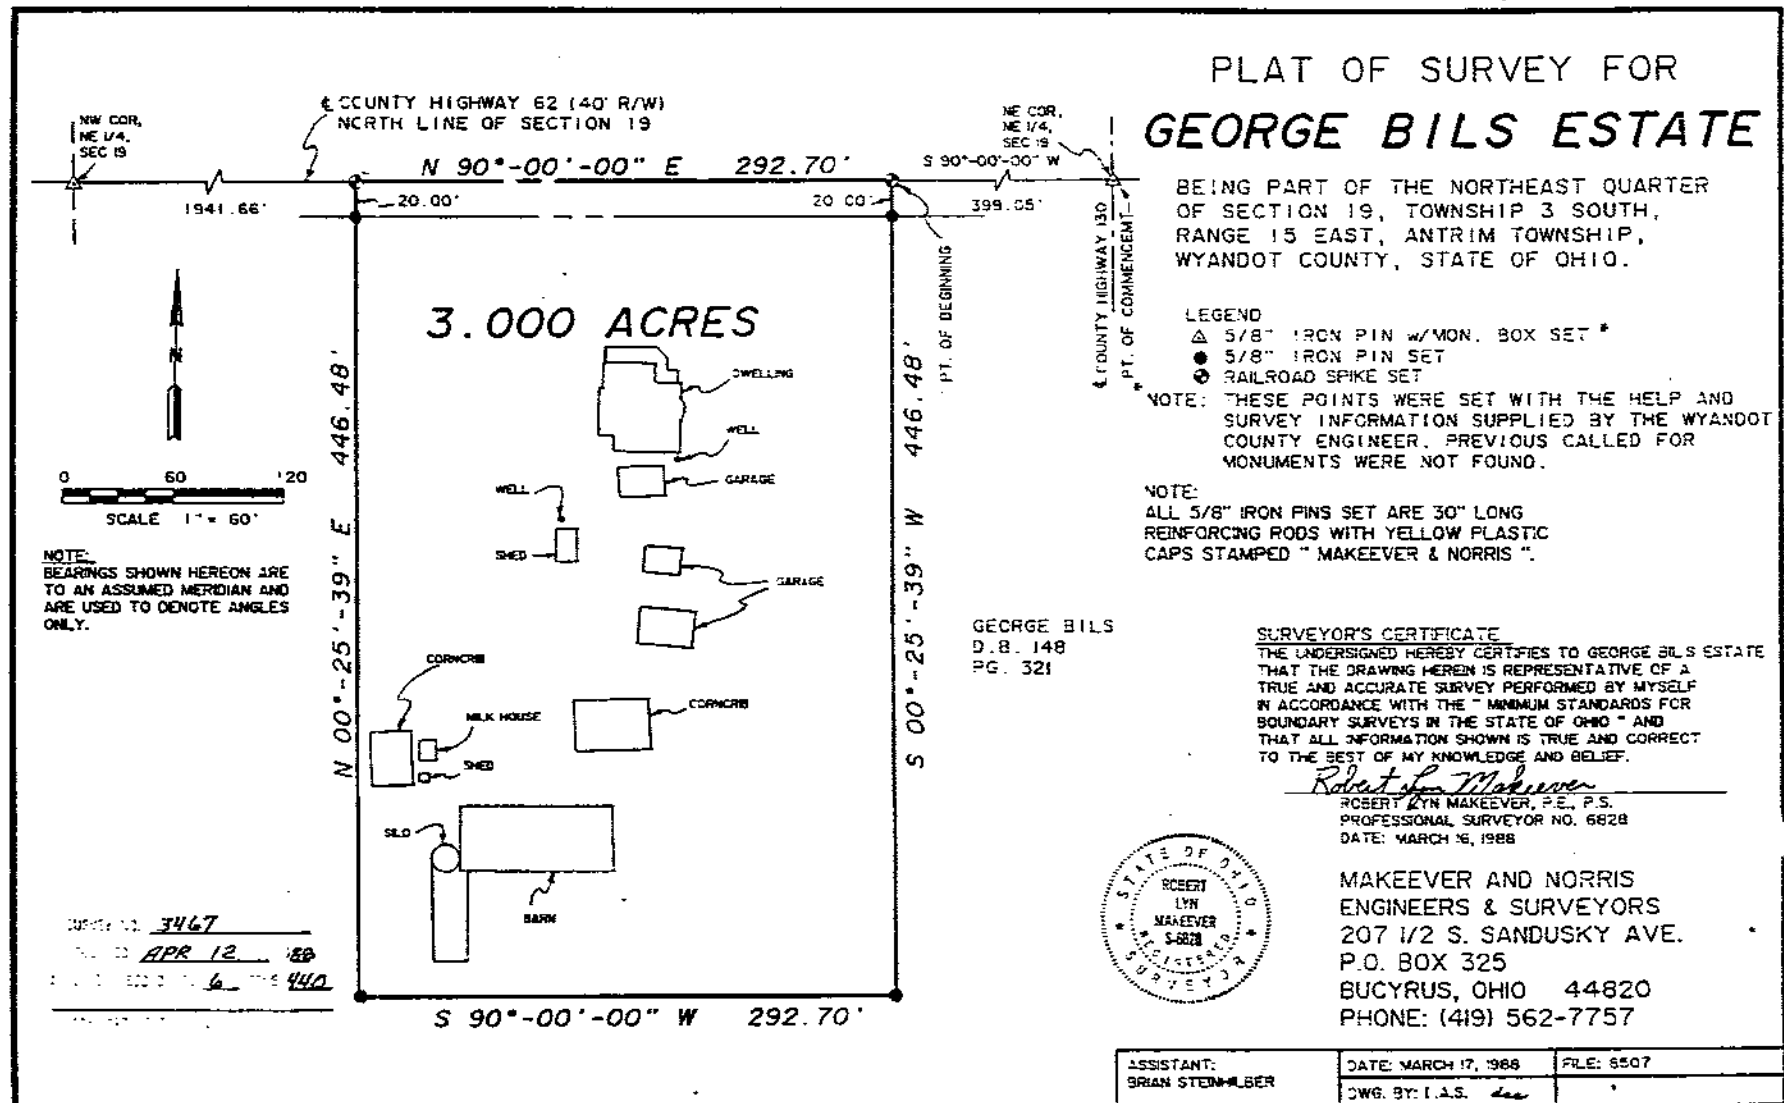 PLAT OF SURVEY FOR
GEORGE BILS ESTATE
BEING PART OF THE NORTHEAST QUARTER
OF SECTION 19, TOWNSHIP 3 SOUTH,
RANGE 15 EAST, ANTRIM TOWNSHIP,
WYANDOT COUNTY, STATE OF OHIO.
LEGEND
5/8" IRON PIN w/MON. BOX SET *
5/8" IRON PIN SET
RAILROAD SPIKE SET
* NOTE: THESE POINTS WERE SET WITH THE HELP AND
SURVEY INFORMATION SUPPLIED BY THE WYANDOT
COUNTY ENGINEER. PREVIOUS CALLED FOR
MONUMENTS WERE NOT FOUND.
NOTE:
ALL 5/8" IRON PINS SET ARE 30" LONG
REINFORCING RODS WITH YELLOW PLASTIC
CAPS STAMPED " MAKEEVER & NORRIS ".
SURVEYOR'S CERTIFICATE
THE UNDERSIGNED HEREBY CERTIFIES TO GEORGE BILS ESTATE
THAT THE DRAWING HEREIN IS REPRESENTATIVE OF A
TRUE AND ACCURATE SURVEY PERFORMED BY MYSELF
IN ACCORDANCE WITH THE " MINIMUM STANDARDS FOR
BOUNDARY SURVEYS IN THE STATE OF OHIO " AND
THAT ALL INFORMATION SHOWN IS TRUE AND CORRECT
TO THE BEST OF MY KNOWLEDGE AND BELIEF.
Robert Lyn Makeever
ROBERT LYN MAKEEVER, P.E., P.S.
PROFESSIONAL SURVEYOR NO. 6828
DATE: MARCH 16, 1988
STATE OF OHIO
ROBERT
LYN
MAKEEVER
S-6828
REGISTERED
SURVEYOR
MAKEEVER AND NORRIS
ENGINEERS & SURVEYORS
207 1/2 S. SANDUSKY AVE.
P.O. BOX 325
BUCYRUS, OHIO 44820
PHONE: (419) 562-7757
ASSISTANT:
BRIAN STEINHILBER
DATE: MARCH 17, 1988
FILE: 8507
DWG. BY:
NW COR,
NE 1/4,
SEC 19
℄ COUNTY HIGHWAY 62 (40' R/W)
NORTH LINE OF SECTION 19
NE COR,
NE 1/4,
SEC 19
N 90°-00'-00" E 292.70'
S 90°-00'-00" W
1941.66'
20.00'
20.00'
399.05'
PT. OF BEGINNING
℄ COUNTY HIGHWAY 130
PT. OF COMMENCEMT
3.000 ACRES
N
0 60 120
SCALE 1" = 60'
NOTE:
BEARINGS SHOWN HEREON ARE
TO AN ASSUMED MERIDIAN AND
ARE USED TO DENOTE ANGLES
ONLY.
N 00°-25'-39" E 446.48'
S 00°-25'-39" W 446.48'
DWELLING
WELL
GARAGE
WELL
SHED
GARAGE
CORNCRIB
MILK HOUSE
CORNCRIB
SHED
SILO
BARN
GEORGE BILS
D.B. 148
PG. 321
SURVEY NO. 3467
APR 12 88
6 440
S 90°-00'-00" W 292.70'